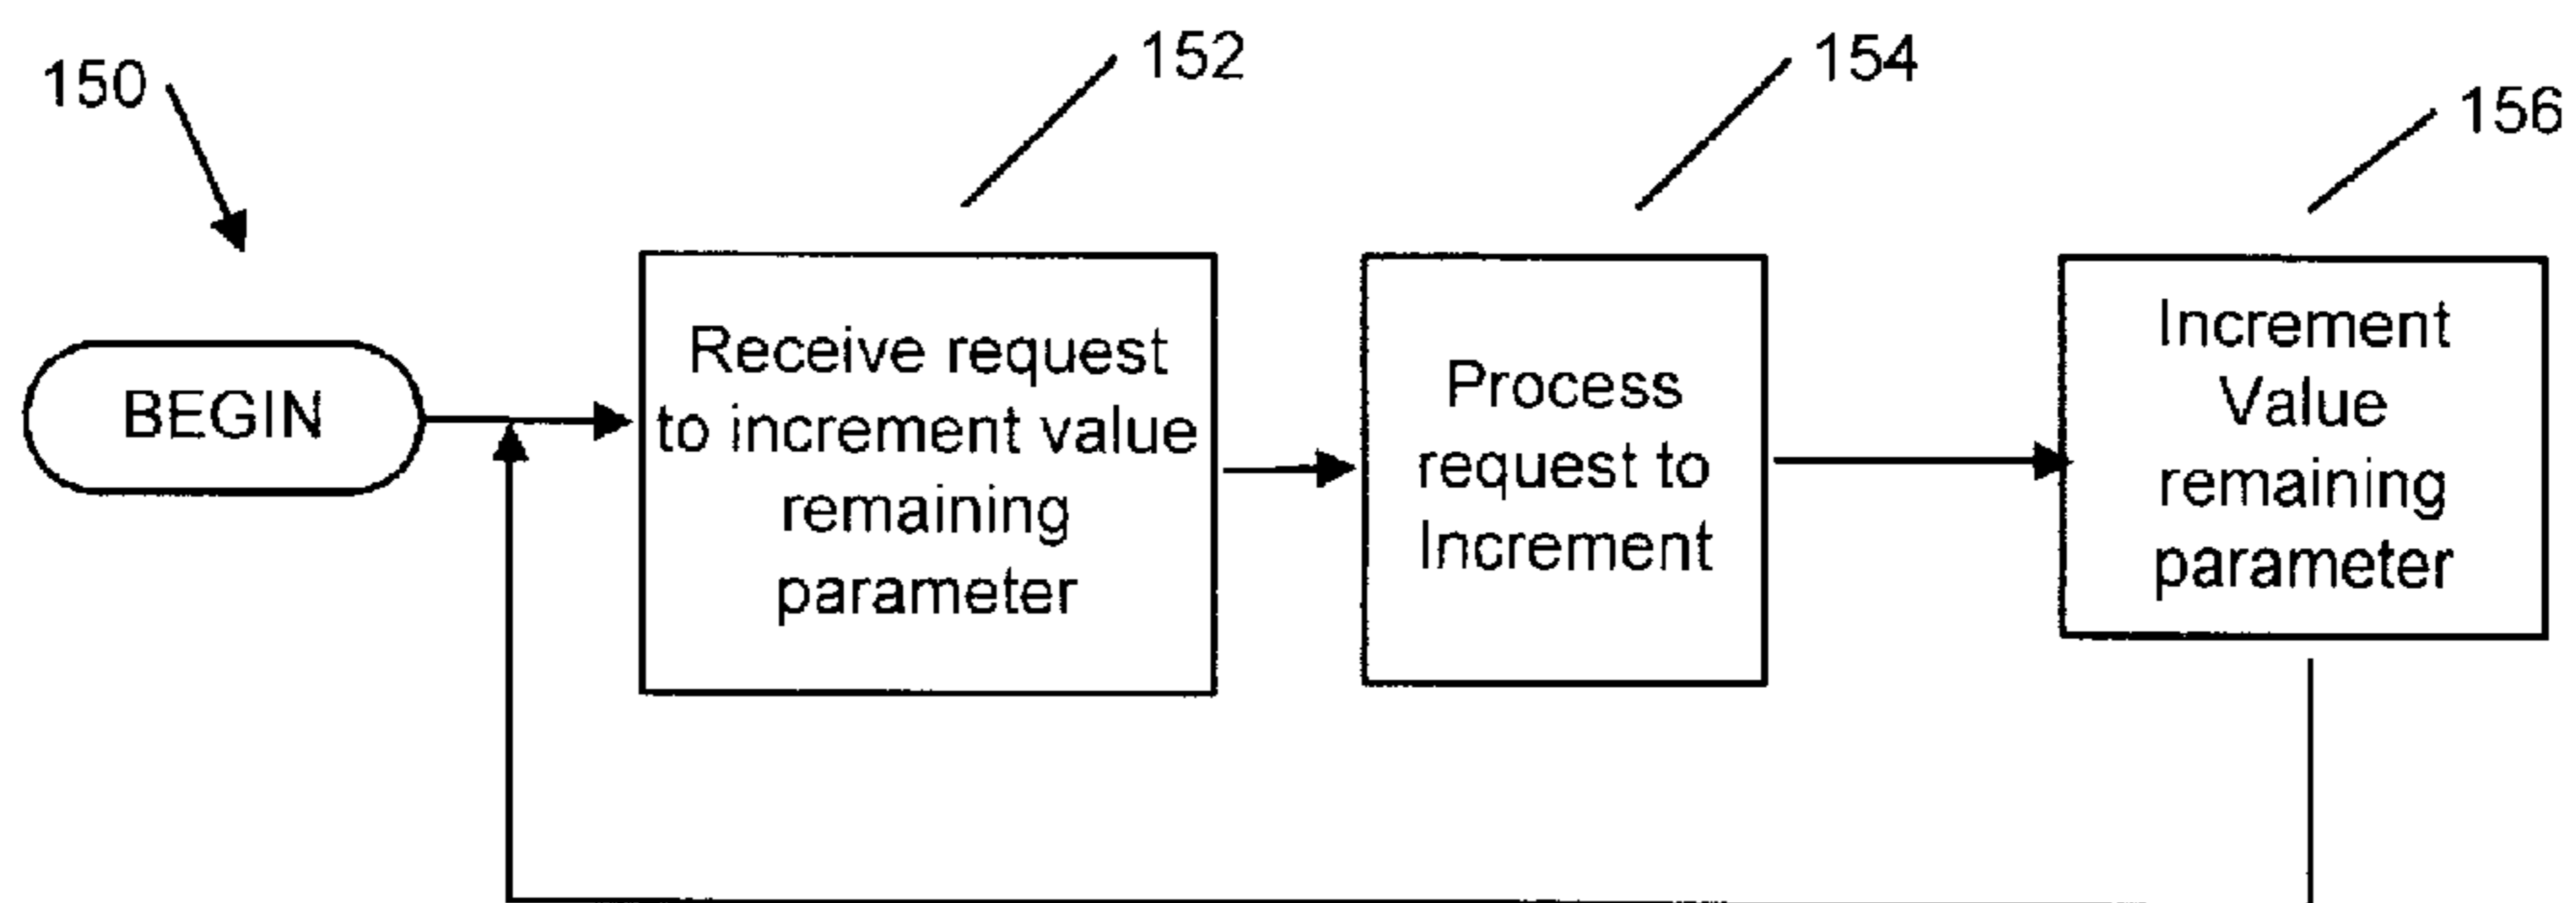 150
152
154
156
BEGIN
Receive request
to increment value
remaining
parameter
Process
request to
Increment
Increment
Value
remaining
parameter